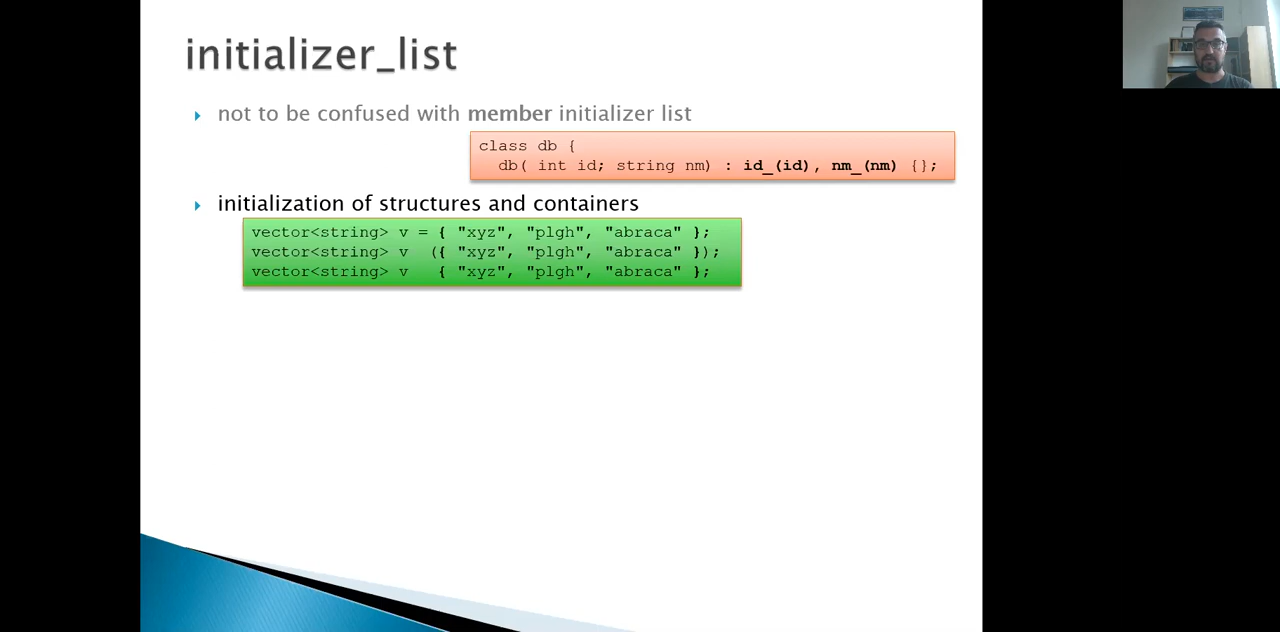 initializer_list
not to be confused with member initializer list
class db {
db( int id; string nm) : id_(id), nm_(nm) {};
initialization of structures and containers
vector<string> v = { "xyz", "plgh", "abraca" };
vector<string> v ({ "xyz", "plgh", "abraca" });
vector<string> v { "xyz", "plgh", "abraca" };